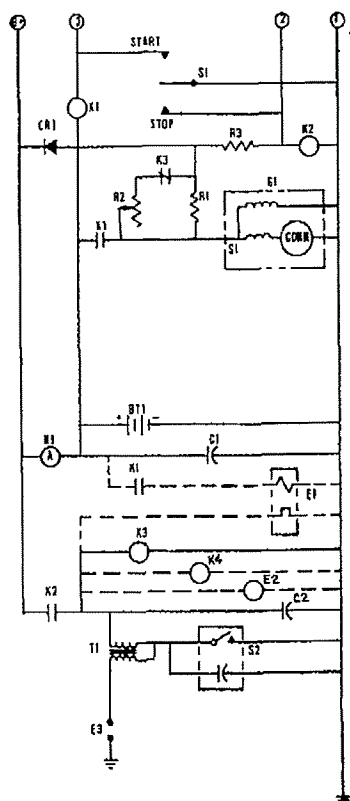 B+ 3 2 1
START
S1
K1
STOP
CR1 R3 K2
K3
R2 R1
G1
K1 S1 COMM
BT1
+ -
M1 A C1
K1
E1
K3
K4
E2
K2 C2
T1 S2
E3